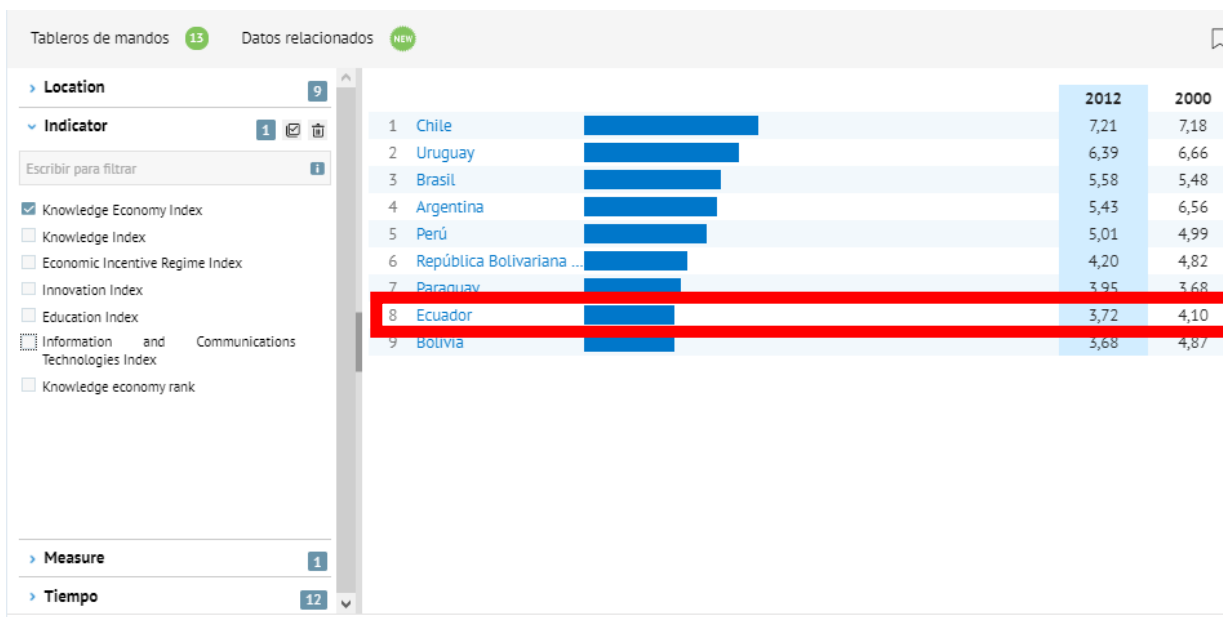 Tableros de mandos 13 Datos relacionados NEW
Location 9
Indicator 1
Escribir para filtrar i
Knowledge Economy Index
Knowledge Index
Economic Incentive Regime Index
Innovation Index
Education Index
Information and Communications
Technologies Index
Knowledge economy rank
Measure 1
Tiempo 12
2012 2000
1 Chile 7,21 7,18
2 Uruguay 6,39 6,66
3 Brasil 5,58 5,48
4 Argentina 5,43 6,56
5 Perú 5,01 4,99
6 República Bolivariana ... 4,20 4,82
7 Paraguay 3,95 3,68
8 Ecuador 3,72 4,10
9 Bolivia 3,68 4,87